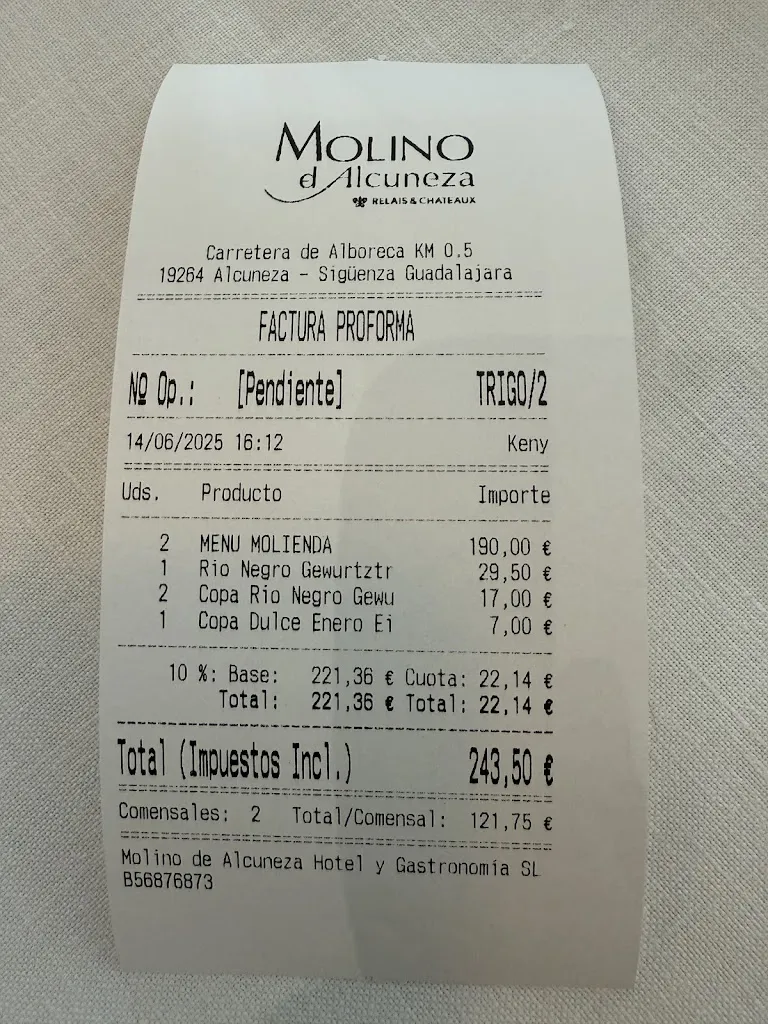 MOLINO
d'Alcuneza
RELAIS & CHATEAUX
Carretera de Alboreca KM 0.5
19264 Alcuneza - Sigüenza Guadalajara
FACTURA PROFORMA
Nº Op.: [Pendiente] TRIGO/2
14/06/2025 16:12 Keny
Uds. Producto Importe
2 MENU MOLIENDA 190,00 €
1 Rio Negro Gewurtztr 29,50 €
2 Copa Rio Negro Gewu 17,00 €
1 Copa Dulce Enero Ei 7,00 €
10 %: Base: 221,36 € Cuota: 22,14 €
Total: 221,36 € Total: 22,14 €
Total (Impuestos Incl.) 243,50 €
Comensales: 2 Total/Comensal: 121,75 €
Molino de Alcuneza Hotel y Gastronomía SL
B56876873